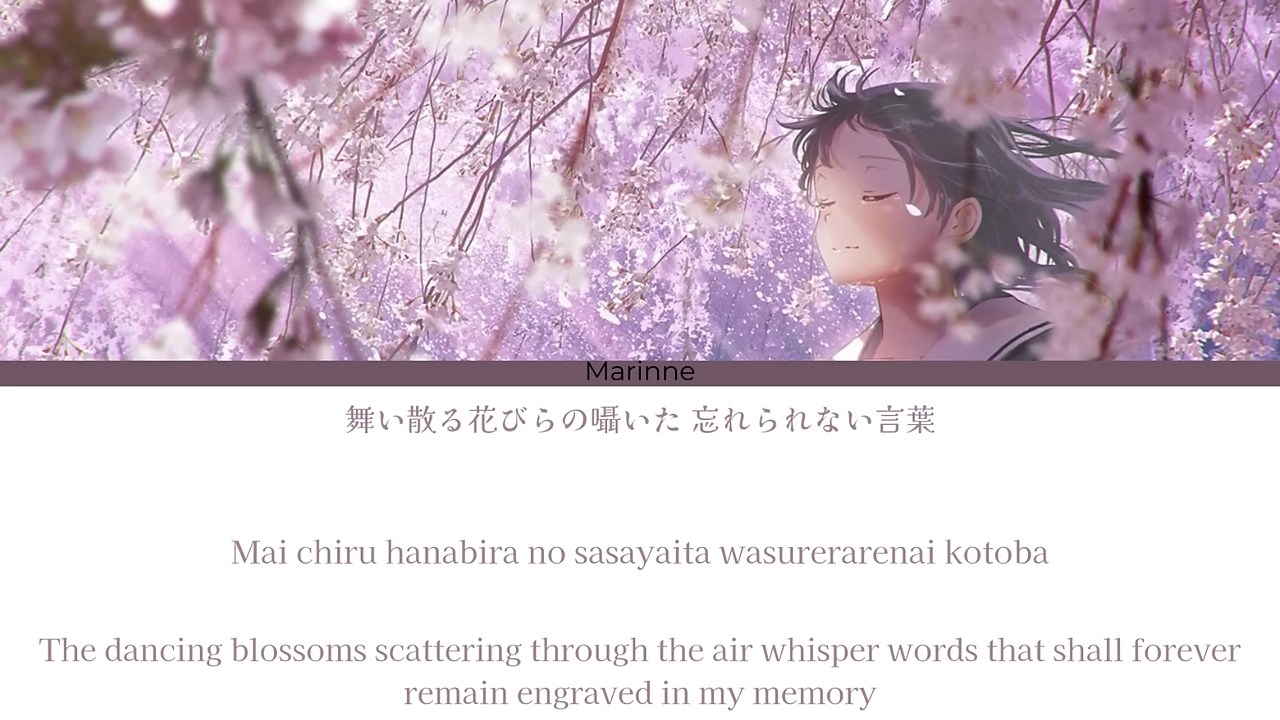 Marinne
舞い散る花びらの囁いた 忘れられない言葉
Mai chiru hanabira no sasayaita wasurerarenai kotoba
The dancing blossoms scattering through the air whisper words that shall forever
remain engraved in my memory